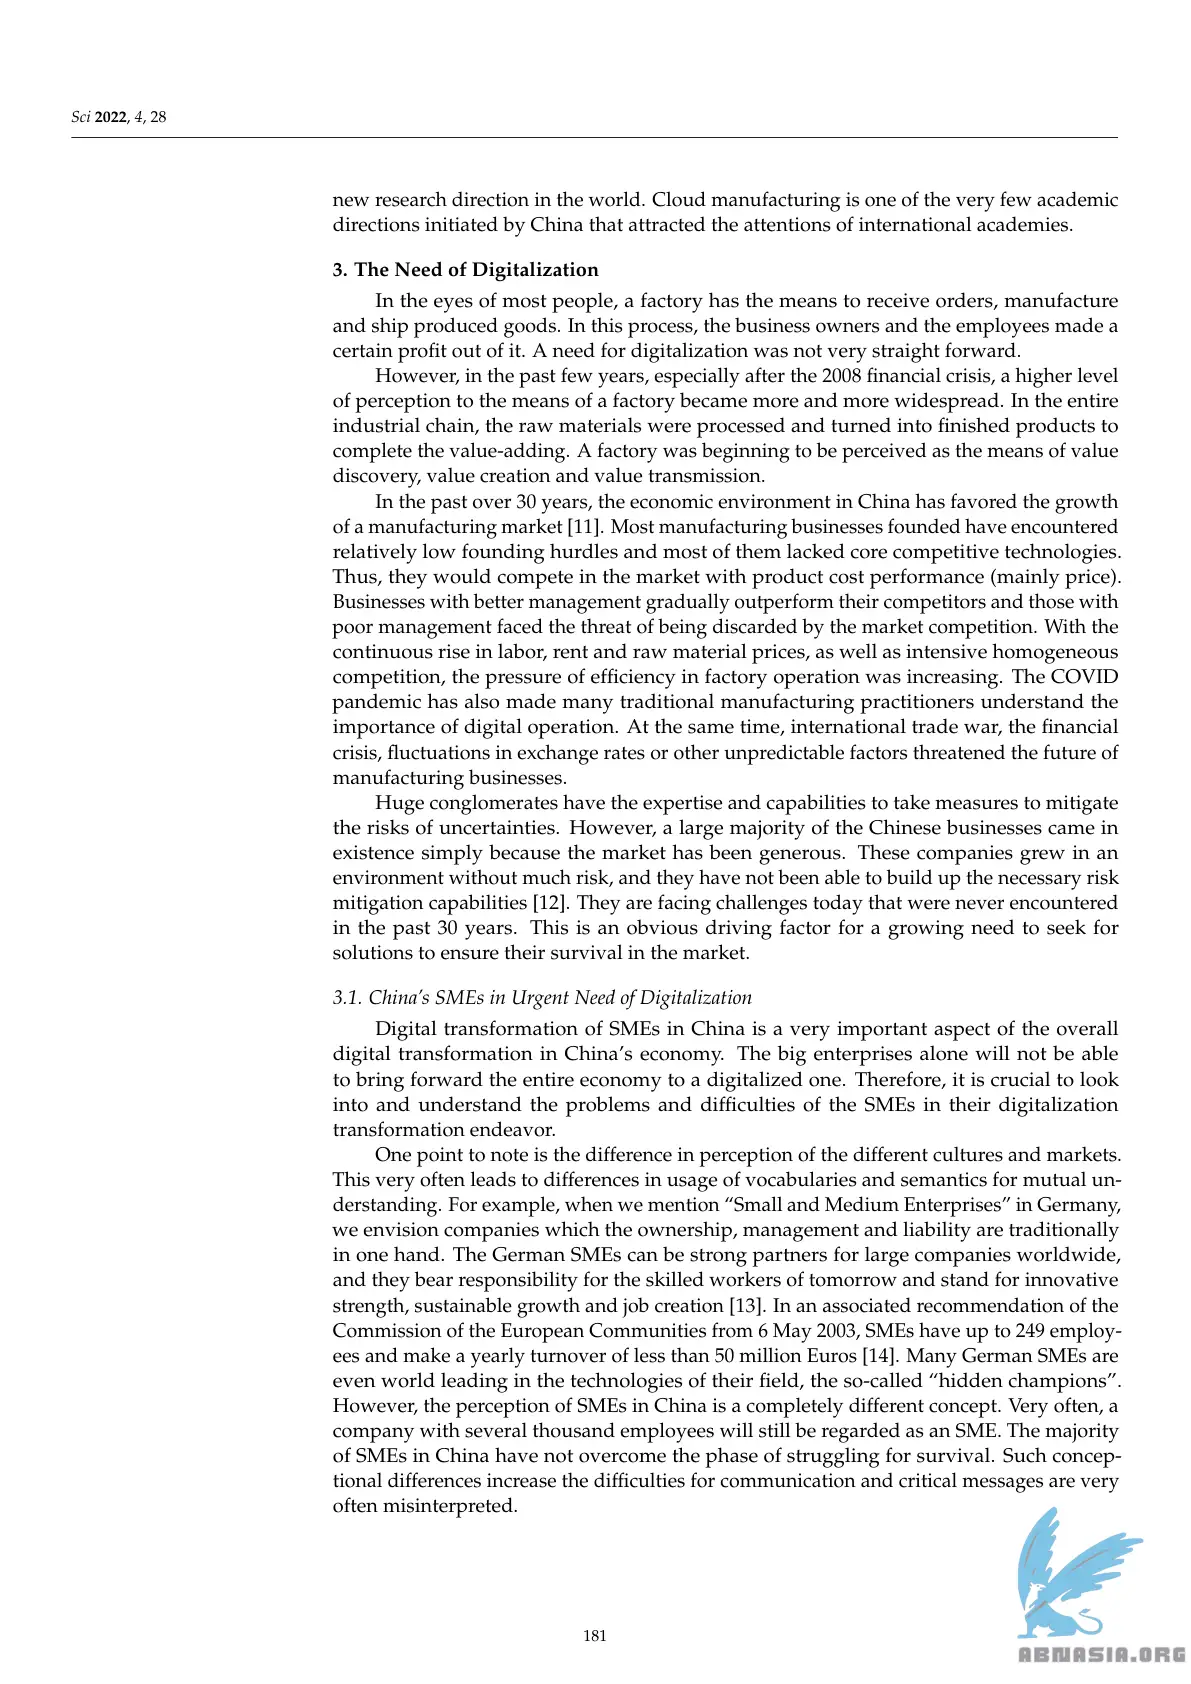 Sci 2022, 4, 28
new research direction in the world. Cloud manufacturing is one of the very few academic
directions initiated by China that attracted the attentions of international academies.
3. The Need of Digitalization
In the eyes of most people, a factory has the means to receive orders, manufacture
and ship produced goods. In this process, the business owners and the employees made a
certain profit out of it. A need for digitalization was not very straight forward.
However, in the past few years, especially after the 2008 financial crisis, a higher level
of perception to the means of a factory became more and more widespread. In the entire
industrial chain, the raw materials were processed and turned into finished products to
complete the value-adding. A factory was beginning to be perceived as the means of value
discovery, value creation and value transmission.
In the past over 30 years, the economic environment in China has favored the growth
of a manufacturing market [11]. Most manufacturing businesses founded have encountered
relatively low founding hurdles and most of them lacked core competitive technologies.
Thus, they would compete in the market with product cost performance (mainly price).
Businesses with better management gradually outperform their competitors and those with
poor management faced the threat of being discarded by the market competition. With the
continuous rise in labor, rent and raw material prices, as well as intensive homogeneous
competition, the pressure of efficiency in factory operation was increasing. The COVID
pandemic has also made many traditional manufacturing practitioners understand the
importance of digital operation. At the same time, international trade war, the financial
crisis, fluctuations in exchange rates or other unpredictable factors threatened the future of
manufacturing businesses.
Huge conglomerates have the expertise and capabilities to take measures to mitigate
the risks of uncertainties. However, a large majority of the Chinese businesses came in
existence simply because the market has been generous. These companies grew in an
environment without much risk, and they have not been able to build up the necessary risk
mitigation capabilities [12]. They are facing challenges today that were never encountered
in the past 30 years. This is an obvious driving factor for a growing need to seek for
solutions to ensure their survival in the market.
3.1. China's SMEs in Urgent Need of Digitalization
Digital transformation of SMEs in China is a very important aspect of the overall
digital transformation in China's economy. The big enterprises alone will not be able
to bring forward the entire economy to a digitalized one. Therefore, it is crucial to look
into and understand the problems and difficulties of the SMEs in their digitalization
transformation endeavor.
One point to note is the difference in perception of the different cultures and markets.
This very often leads to differences in usage of vocabularies and semantics for mutual un-
derstanding. For example, when we mention “Small and Medium Enterprises” in Germany,
we envision companies which the ownership, management and liability are traditionally
in one hand. The German SMEs can be strong partners for large companies worldwide,
and they bear responsibility for the skilled workers of tomorrow and stand for innovative
strength, sustainable growth and job creation [13]. In an associated recommendation of the
Commission of the European Communities from 6 May 2003, SMEs have up to 249 employ-
ees and make a yearly turnover of less than 50 million Euros [14]. Many German SMEs are
even world leading in the technologies of their field, the so-called “hidden champions”.
However, the perception of SMEs in China is a completely different concept. Very often, a
company with several thousand employees will still be regarded as an SME. The majority
of SMEs in China have not overcome the phase of struggling for survival. Such concep-
tional differences increase the difficulties for communication and critical messages are very
often misinterpreted.
181
ABNASIA.ORG